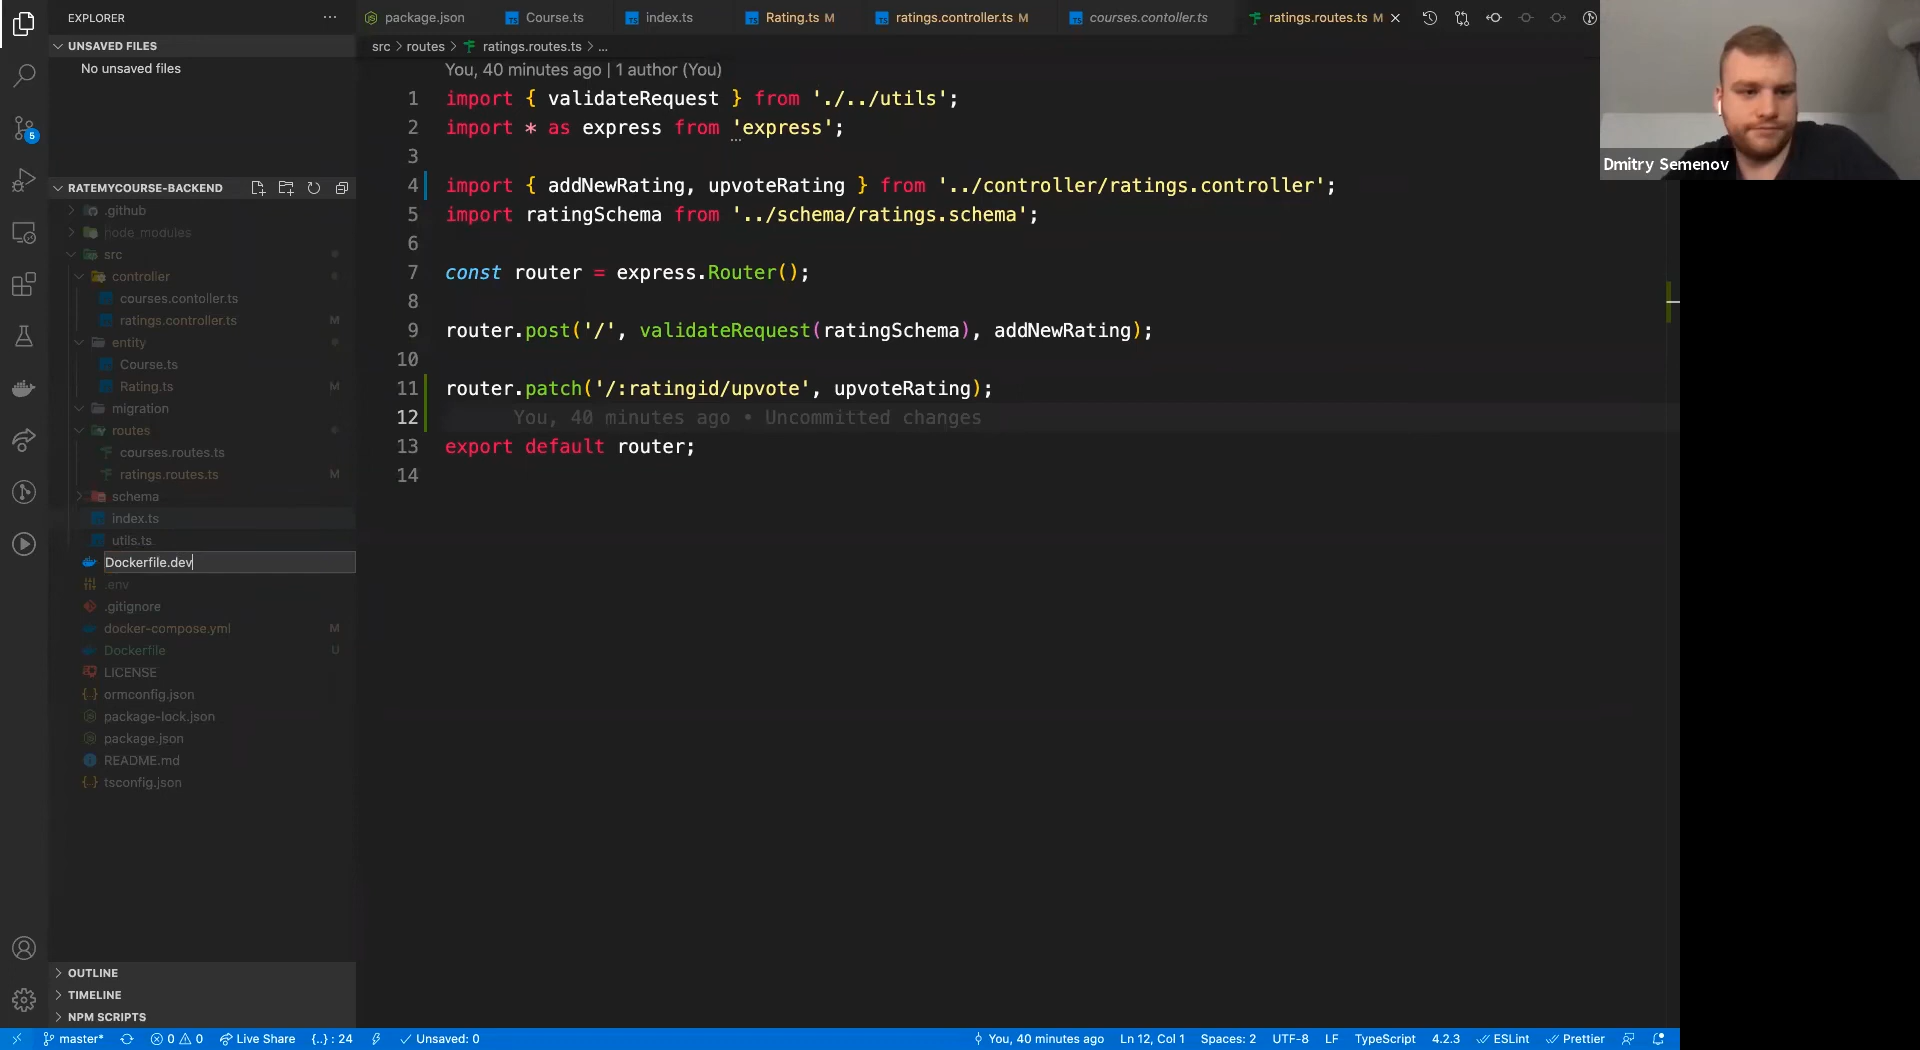 EXPLORER
UNSAVED FILES
No unsaved files
RATEMYCOURSE-BACKEND
.github
node_modules
src
controller
courses.contoller.ts
ratings.controller.ts M
entity
Course.ts
Rating.ts M
migration
routes
courses.routes.ts
ratings.routes.ts M
schema
index.ts
utils.ts
Dockerfile.dev
.env
.gitignore
docker-compose.yml M
Dockerfile U
LICENSE
ormconfig.json
package-lock.json
package.json
README.md
tsconfig.json
OUTLINE
TIMELINE
NPM SCRIPTS
5
package.json Course.ts index.ts Rating.ts M ratings.controller.ts M courses.contoller.ts ratings.routes.ts M
src > routes > ratings.routes.ts > ...
You, 40 minutes ago | 1 author (You)
1 import { validateRequest } from './../utils';
2 import * as express from 'express';
3
4 import { addNewRating, upvoteRating } from '../controller/ratings.controller';
5 import ratingSchema from '../schema/ratings.schema';
6
7 const router = express.Router();
8
9 router.post('/', validateRequest(ratingSchema), addNewRating);
10
11 router.patch('/:ratingid/upvote', upvoteRating);
12 You, 40 minutes ago • Uncommitted changes
13 export default router;
14
Dmitry Semenov
master* 0 0 Live Share {..} : 24 Unsaved: 0 You, 40 minutes ago Ln 12, Col 1 Spaces: 2 UTF-8 LF TypeScript 4.2.3 ESLint Prettier